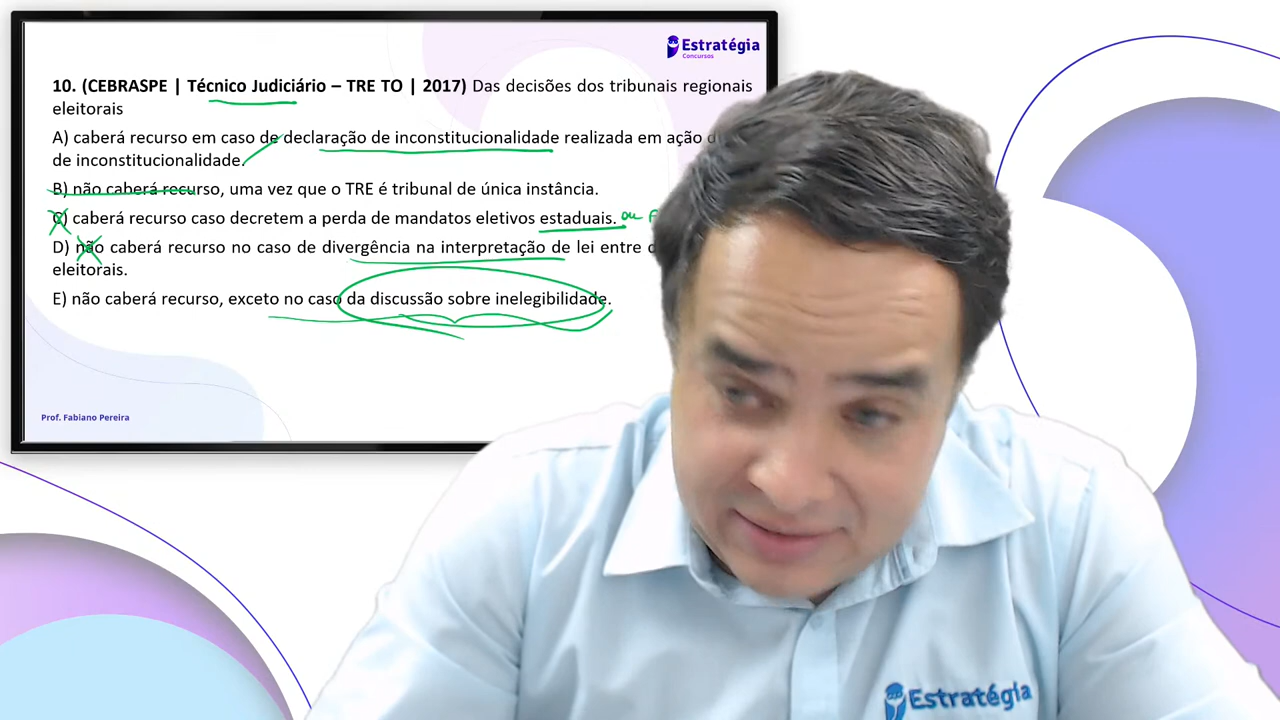 Estratégia
Concursos
10. (CEBRASPE | Técnico Judiciário – TRE TO | 2017) Das decisões dos tribunais regionais
eleitorais
A) caberá recurso em caso de declaração de inconstitucionalidade realizada em ação
de inconstitucionalidade.
B) não caberá recurso, uma vez que o TRE é tribunal de única instância.
C) caberá recurso caso decretem a perda de mandatos eletivos estaduais. ou
D) não caberá recurso no caso de divergência na interpretação de lei entre
eleitorais.
E) não caberá recurso, exceto no caso da discussão sobre inelegibilidade.
Prof. Fabiano Pereira
Estratégia